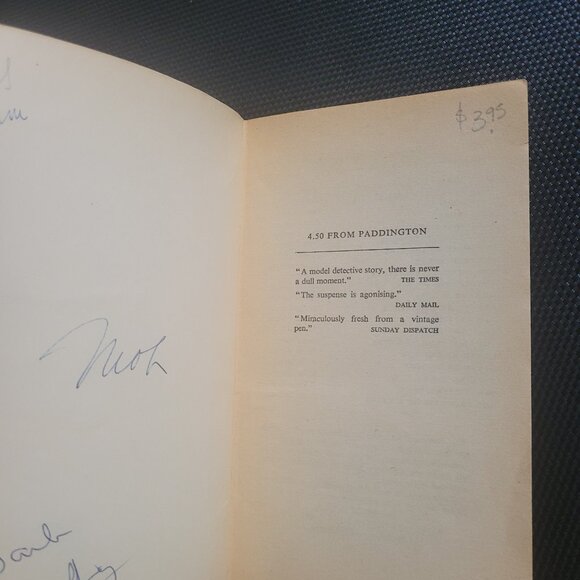 $3.95
4.50 FROM PADDINGTON
"A model detective story, there is never
a dull moment." THE TIMES
"The suspense is agonising."
DAILY MAIL
"Miraculously fresh from a vintage
pen." SUNDAY DISPATCH